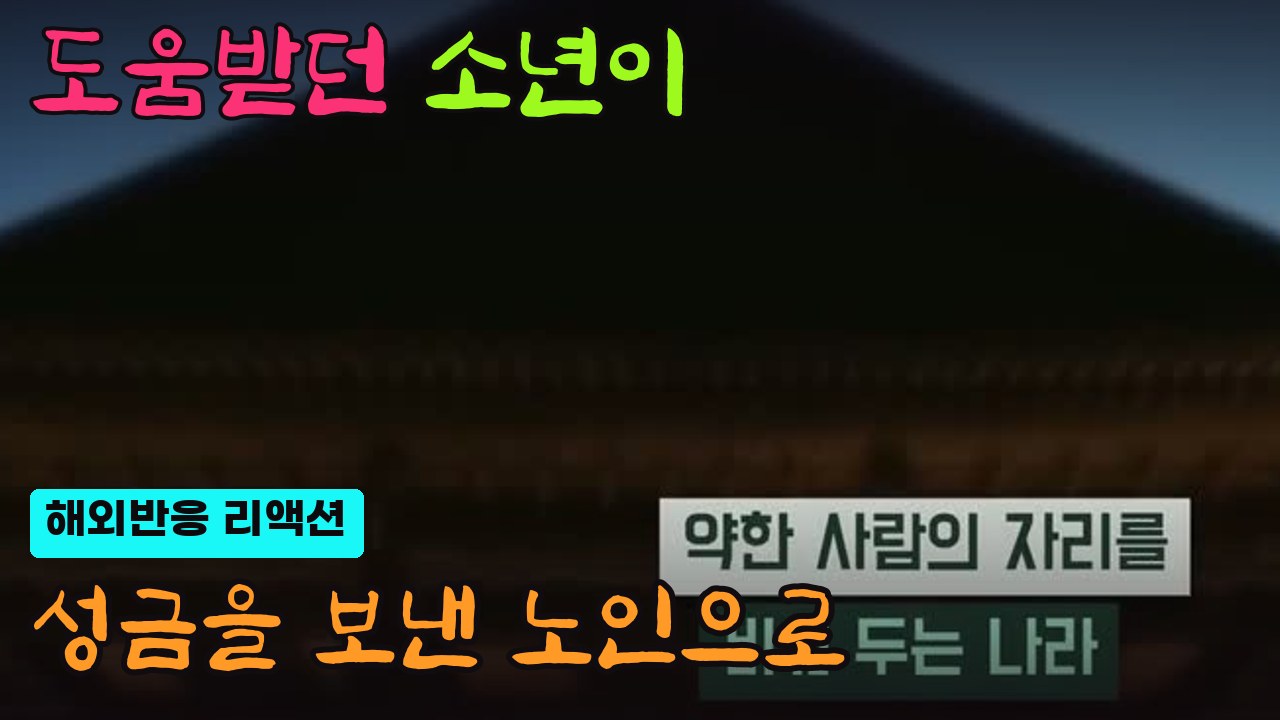 도움받던 소년이
해외반응 리액션
약한 사람의 자리를
성금을 보낸 노인으로
두는 나라